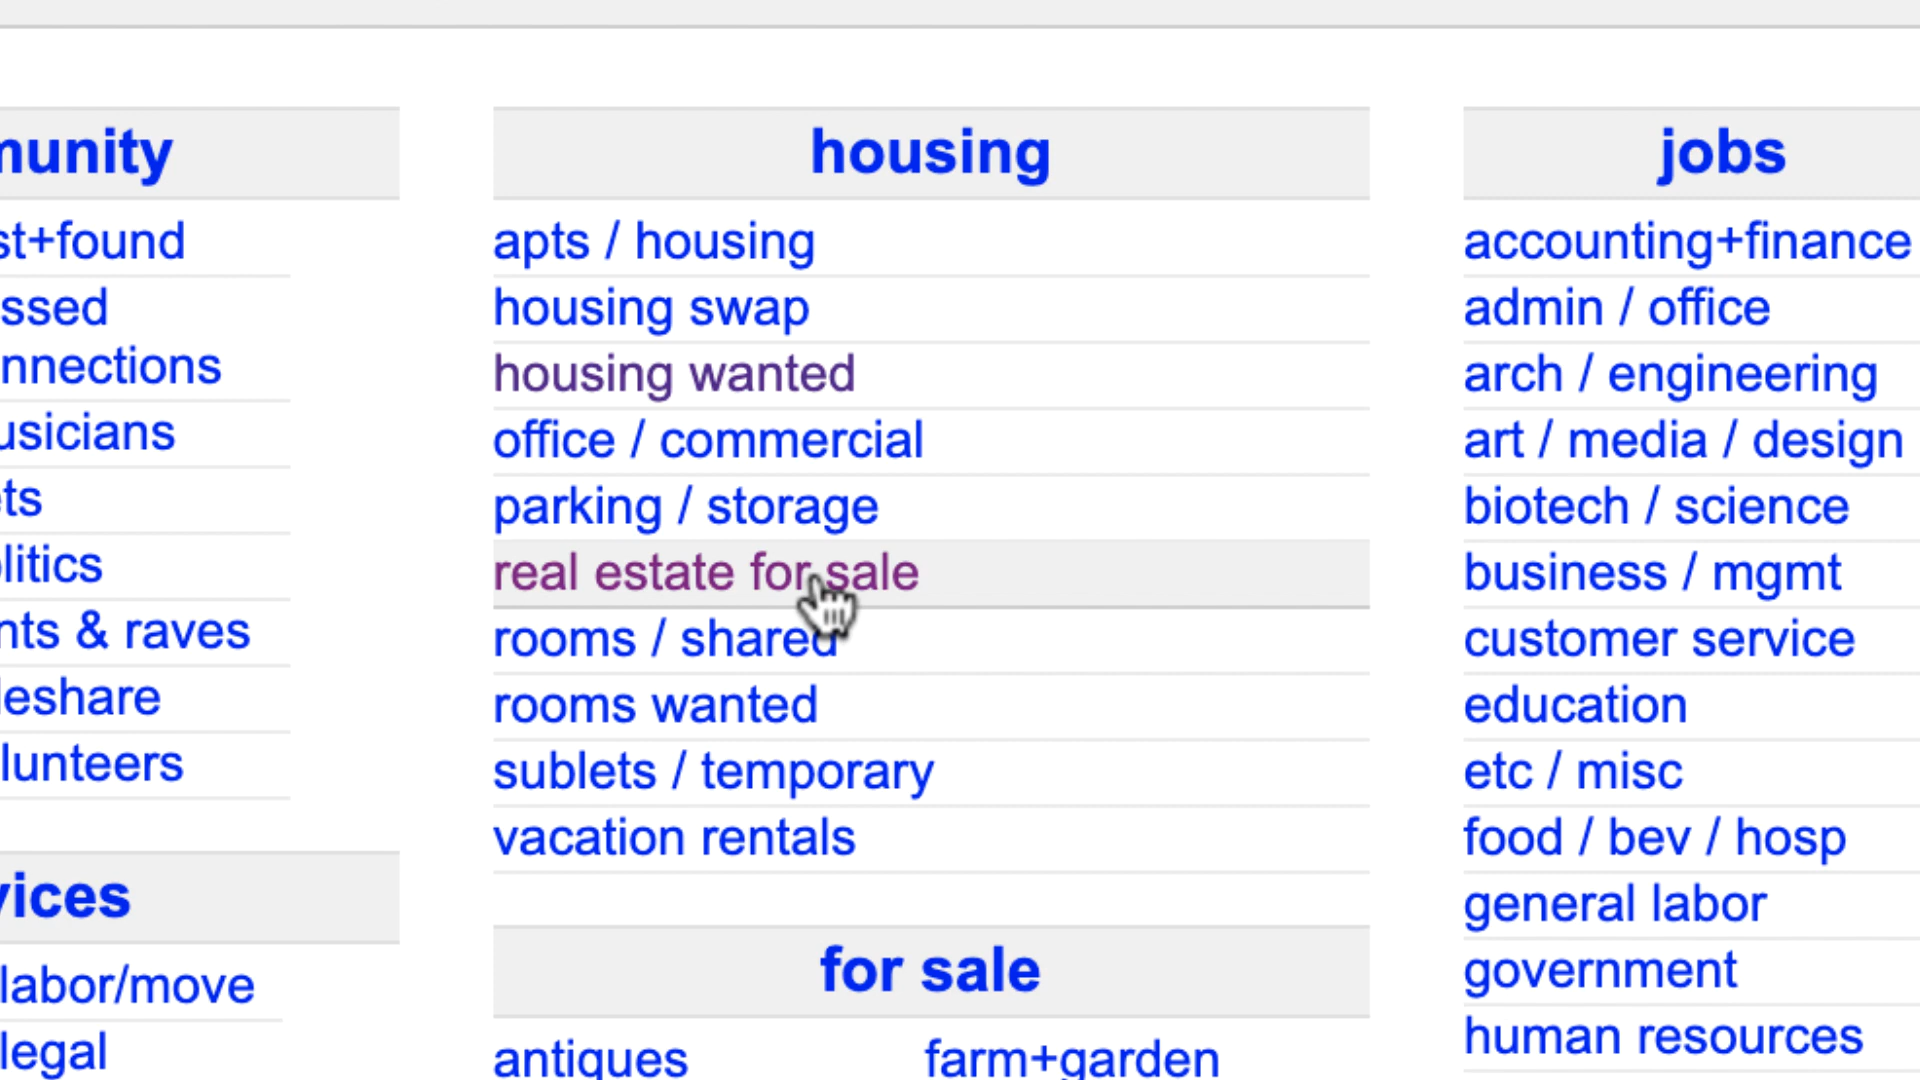 munity
st+found
ssed
nnections
usicians
ts
litics
nts & raves
leshare
lunteers
vices
labor/move
legal
housing
apts / housing
housing swap
housing wanted
office / commercial
parking / storage
real estate for sale
rooms / shared
rooms wanted
sublets / temporary
vacation rentals
for sale
antiques farm+garden
jobs
accounting+finance
admin / office
arch / engineering
art / media / design
biotech / science
business / mgmt
customer service
education
etc / misc
food / bev / hosp
general labor
government
human resources